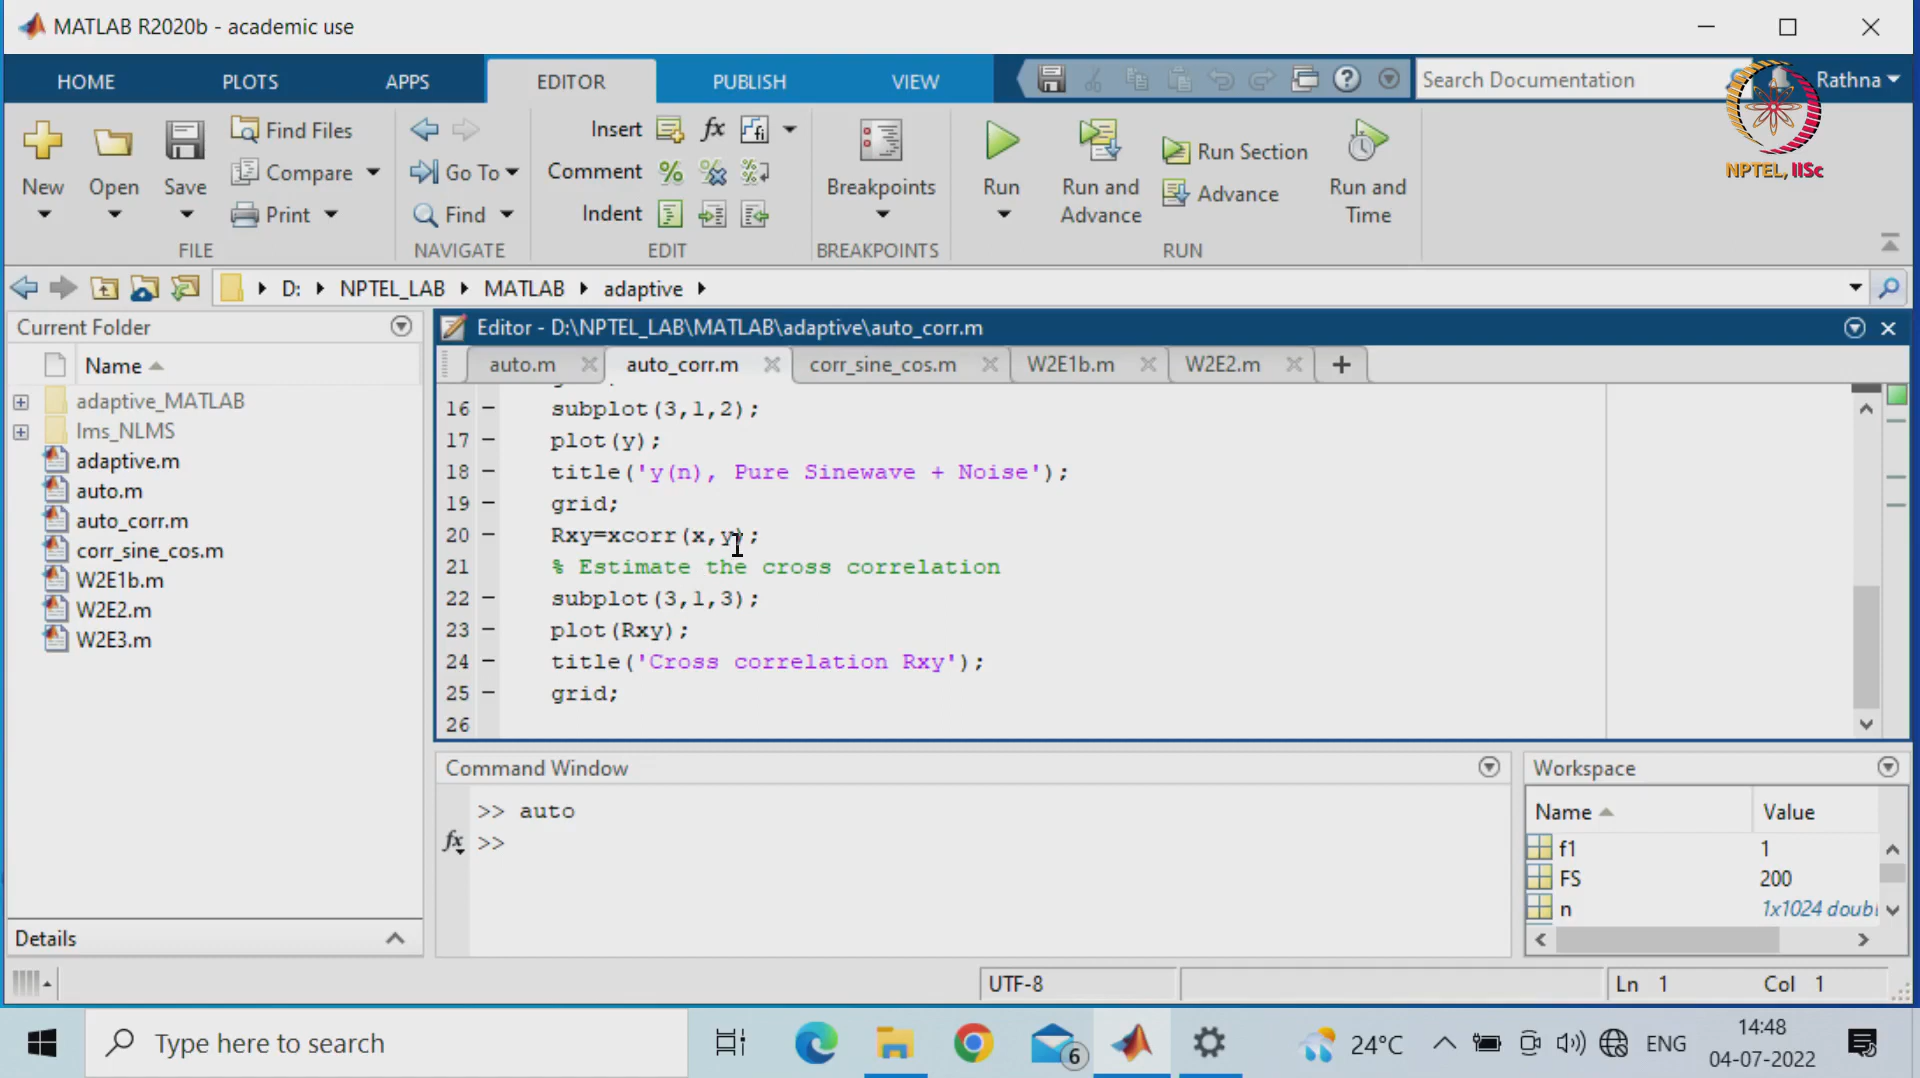 MATLAB R2020b - academic use
HOME PLOTS APPS EDITOR PUBLISH VIEW Search Documentation Rathna
NPTEL, IISc
New Open Save Find Files Compare Print
FILE
Go To Find
NAVIGATE
Insert fx
Comment
Indent
EDIT
Breakpoints
BREAKPOINTS
Run Run and Advance Run Section Advance Run and Time
RUN
D: NPTEL_LAB MATLAB adaptive
Current Folder
Name
adaptive_MATLAB
lms_NLMS
adaptive.m
auto.m
auto_corr.m
corr_sine_cos.m
W2E1b.m
W2E2.m
W2E3.m
Details
Editor - D:\NPTEL_LAB\MATLAB\adaptive\auto_corr.m
auto.m auto_corr.m corr_sine_cos.m W2E1b.m W2E2.m +
16 - subplot(3,1,2);
17 - plot(y);
18 - title('y(n), Pure Sinewave + Noise');
19 - grid;
20 - Rxy=xcorr(x,y);
21 % Estimate the cross correlation
22 - subplot(3,1,3);
23 - plot(Rxy);
24 - title('Cross correlation Rxy');
25 - grid;
26
Command Window
>> auto
fx >>
Workspace
Name Value
f1 1
FS 200
n 1x1024 doubl
UTF-8 Ln 1 Col 1
Type here to search 6 24°C ENG 14:48
04-07-2022